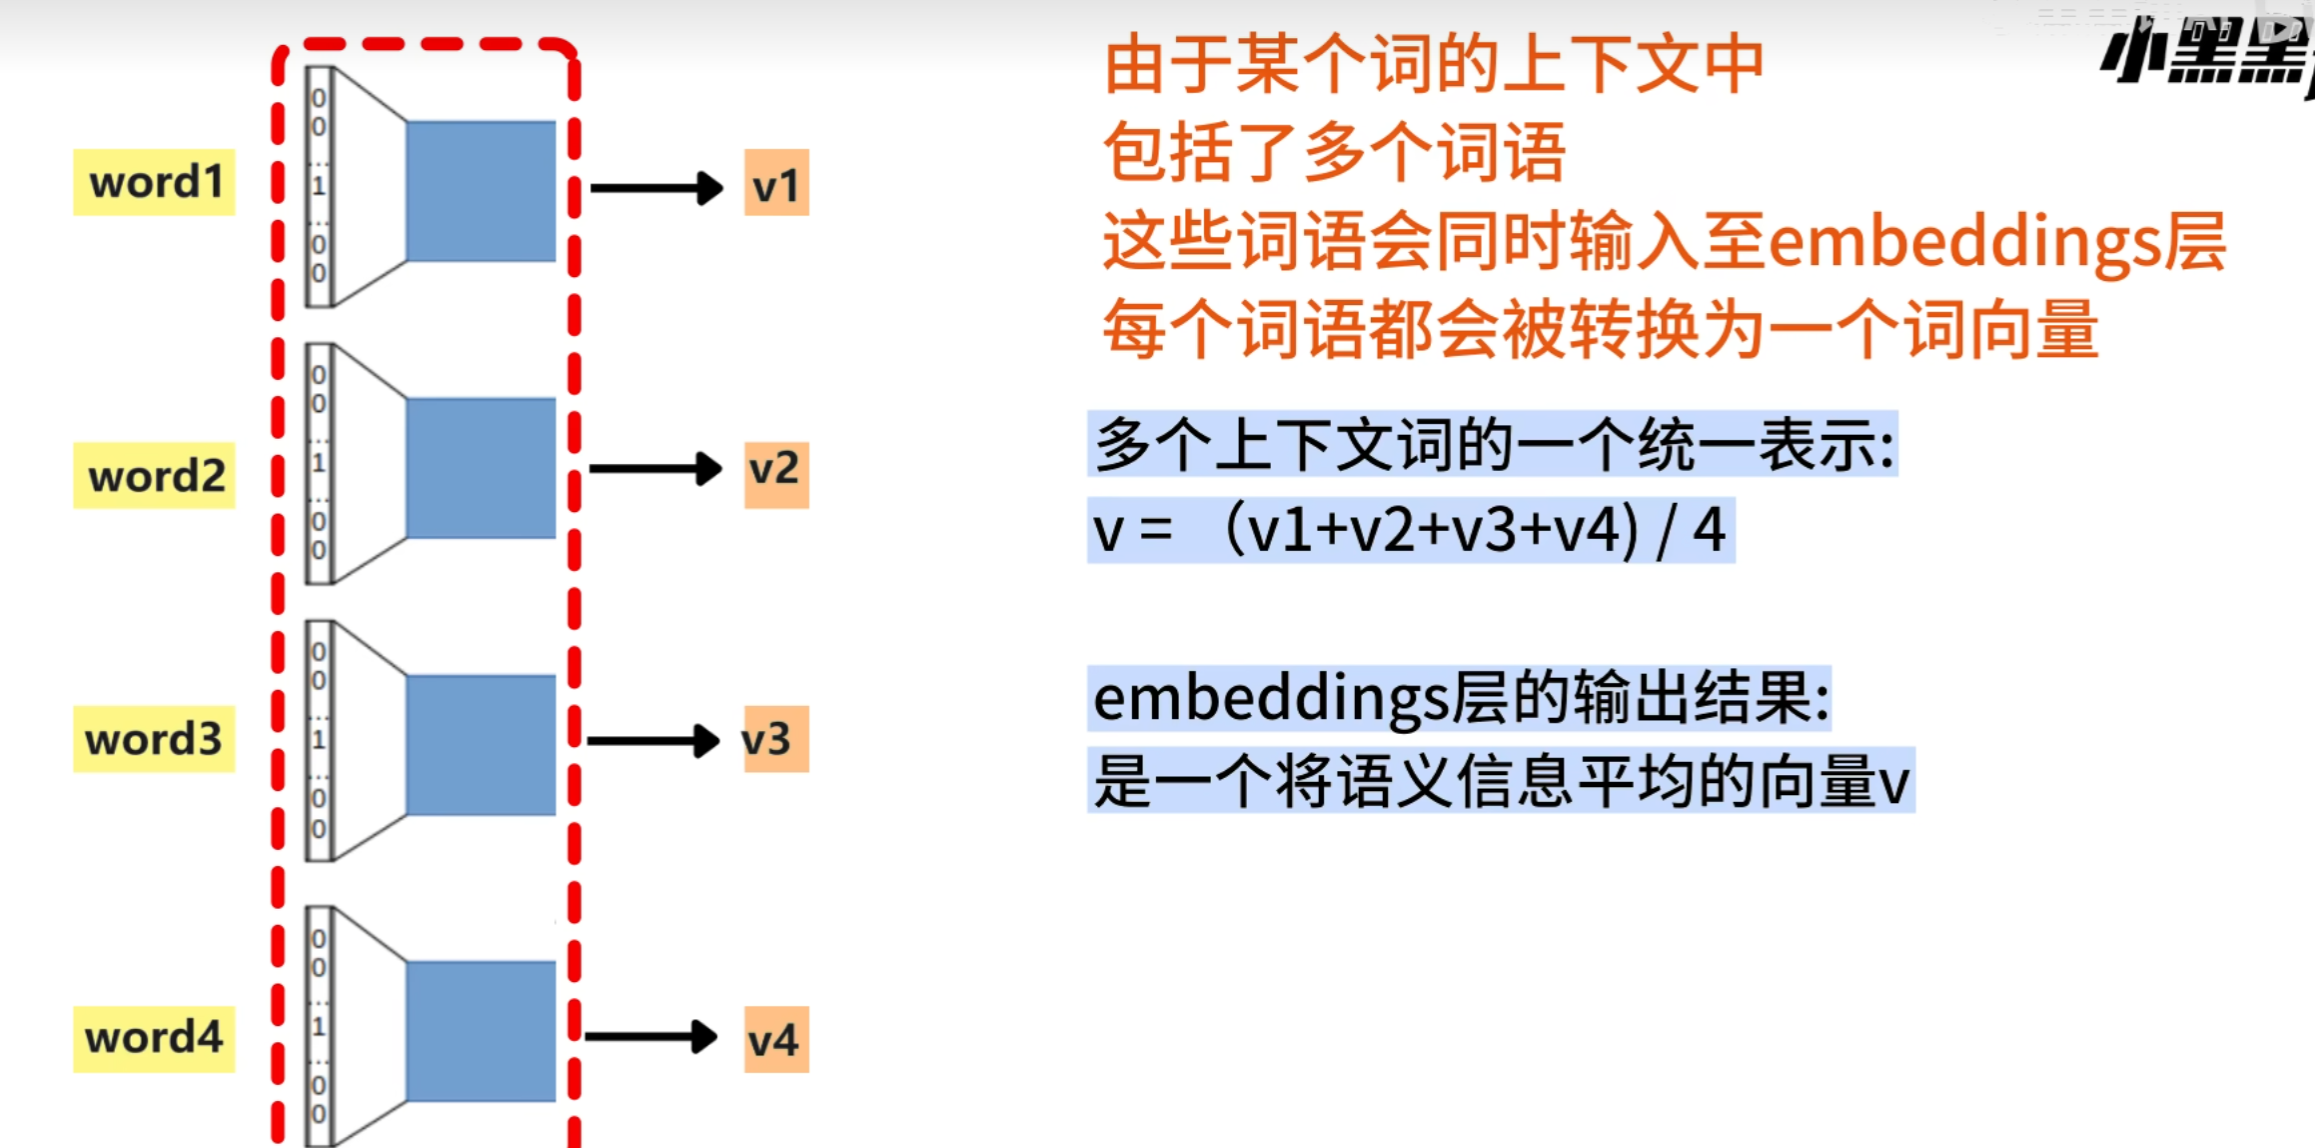 小黑黑
由于某个词的上下文中
包括了多个词语
这些词语会同时输入至embeddings层
每个词语都会被转换为一个词向量
多个上下文词的一个统一表示:
v = （v1+v2+v3+v4) / 4
embeddings层的输出结果:
是一个将语义信息平均的向量v
word1
0
0
...
1
...
0
0
v1
word2
0
0
...
1
...
0
0
v2
word3
0
0
...
1
...
0
0
v3
word4
0
0
...
1
...
0
0
v4